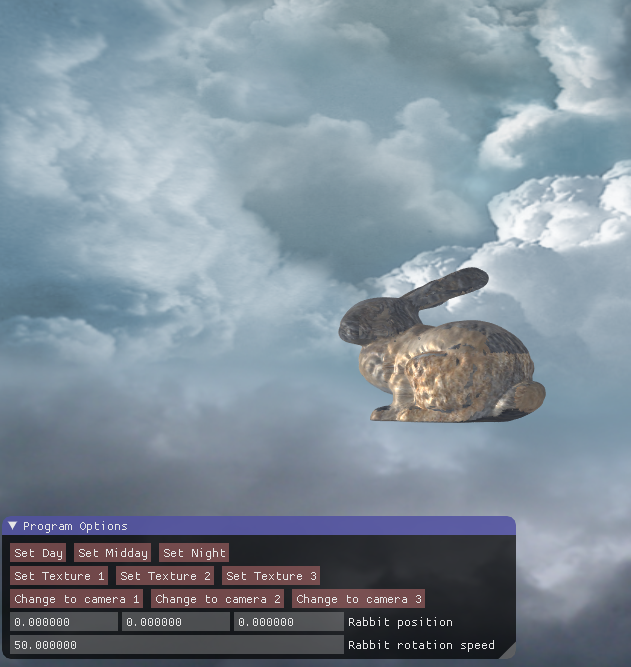 Program Options
Set Day Set Midday Set Night
Set Texture 1 Set Texture 2 Set Texture 3
Change to camera 1 Change to camera 2 Change to camera 3
0.000000 0.000000 0.000000 Rabbit position
50.000000 Rabbit rotation speed